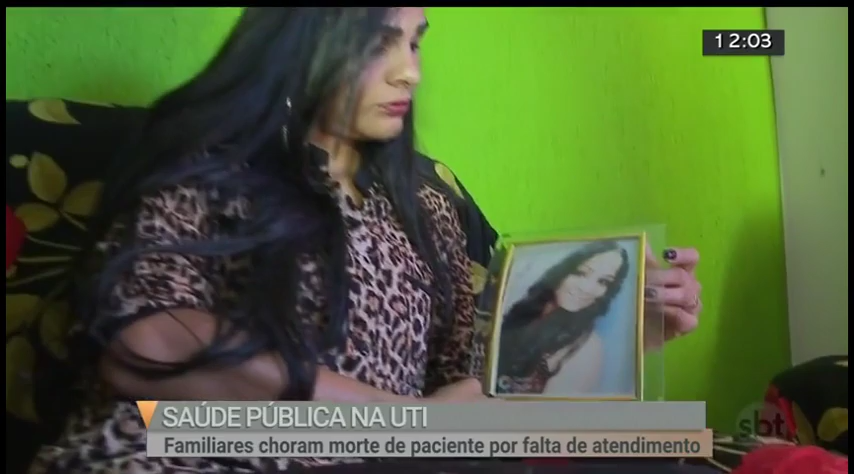 12:03
SAÚDE PÚBLICA NA UTI
sbt
Familiares choram morte de paciente por falta de atendimento